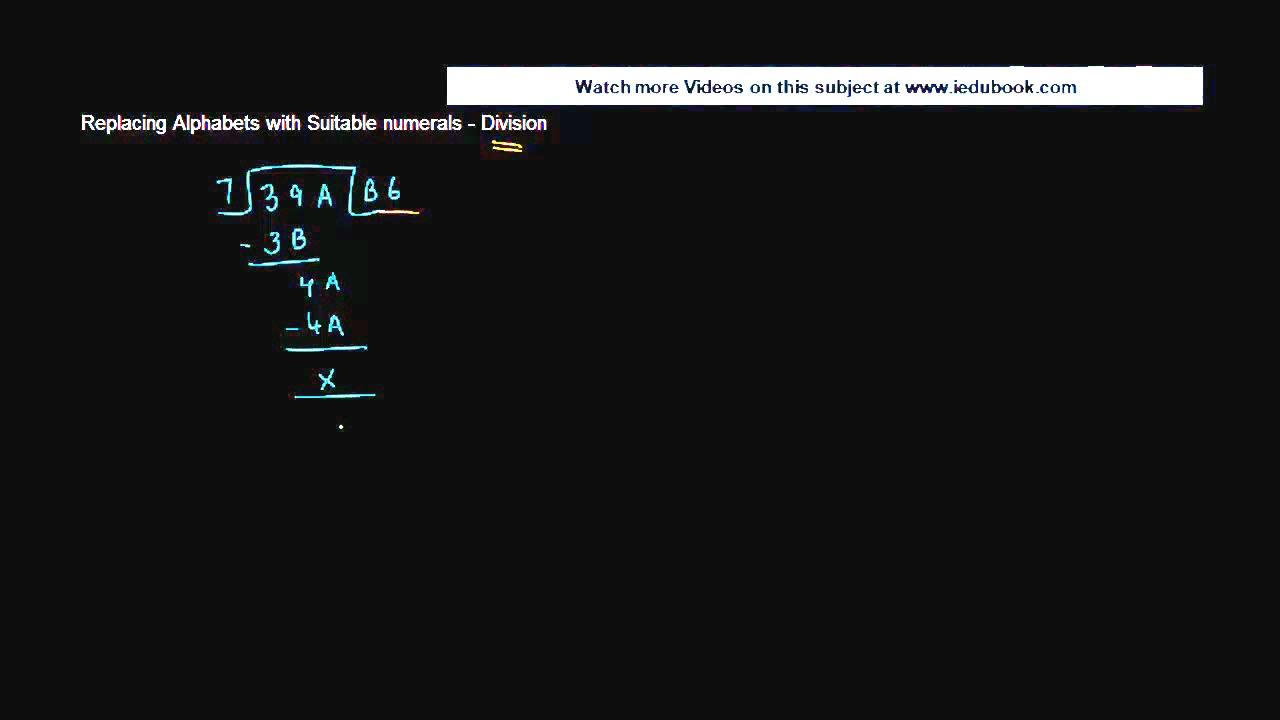 Watch more Videos on this subject at www.iedubook.com
Replacing Alphabets with Suitable numerals - Division
7 39A B6
- 3B
4A
- 4A
x